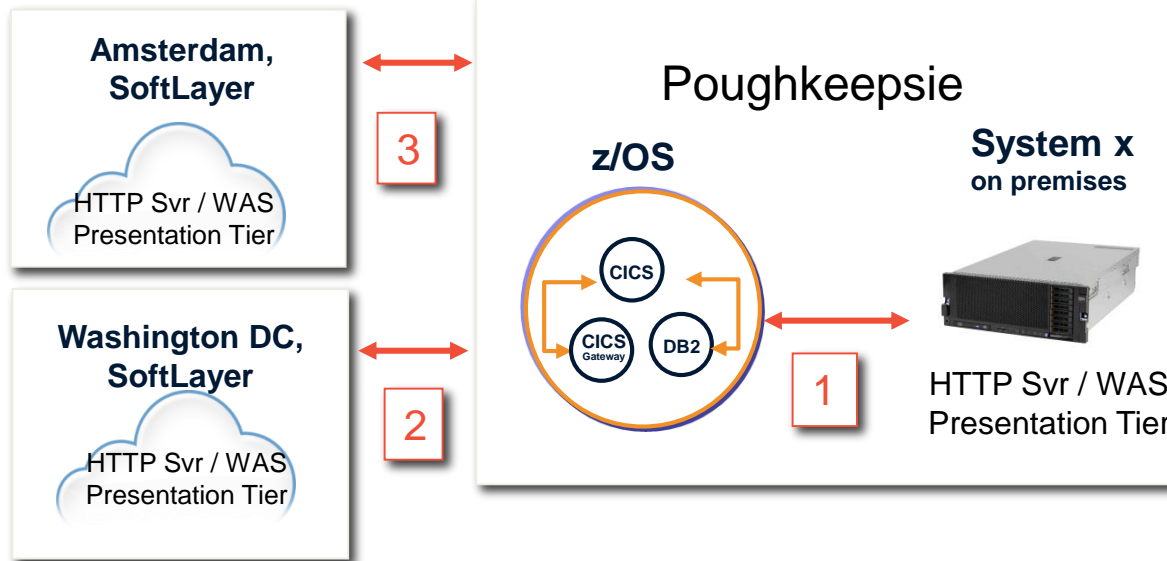 Amsterdam,
SoftLayer
HTTP Svr / WAS
Presentation Tier
3
Washington DC,
SoftLayer
HTTP Svr / WAS
Presentation Tier
2
Poughkeepsie
z/OS
CICS
CICS
Gateway
DB2
1
System x
on premises
HTTP Svr / WAS
Presentation Tier